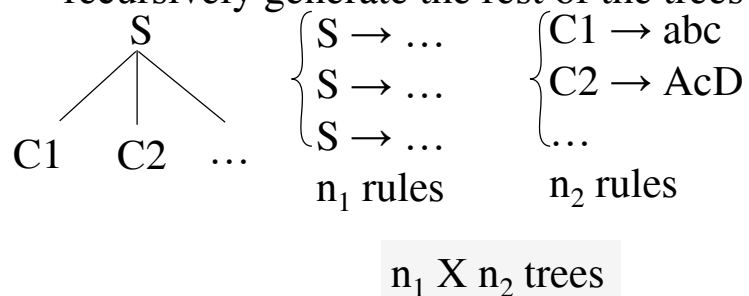 recursively generate the rest of the trees
S
C1 C2 …
S → …
S → …
S → …
n₁ rules
C1 → abc
C2 → AcD
…
n₂ rules
n₁ X n₂ trees